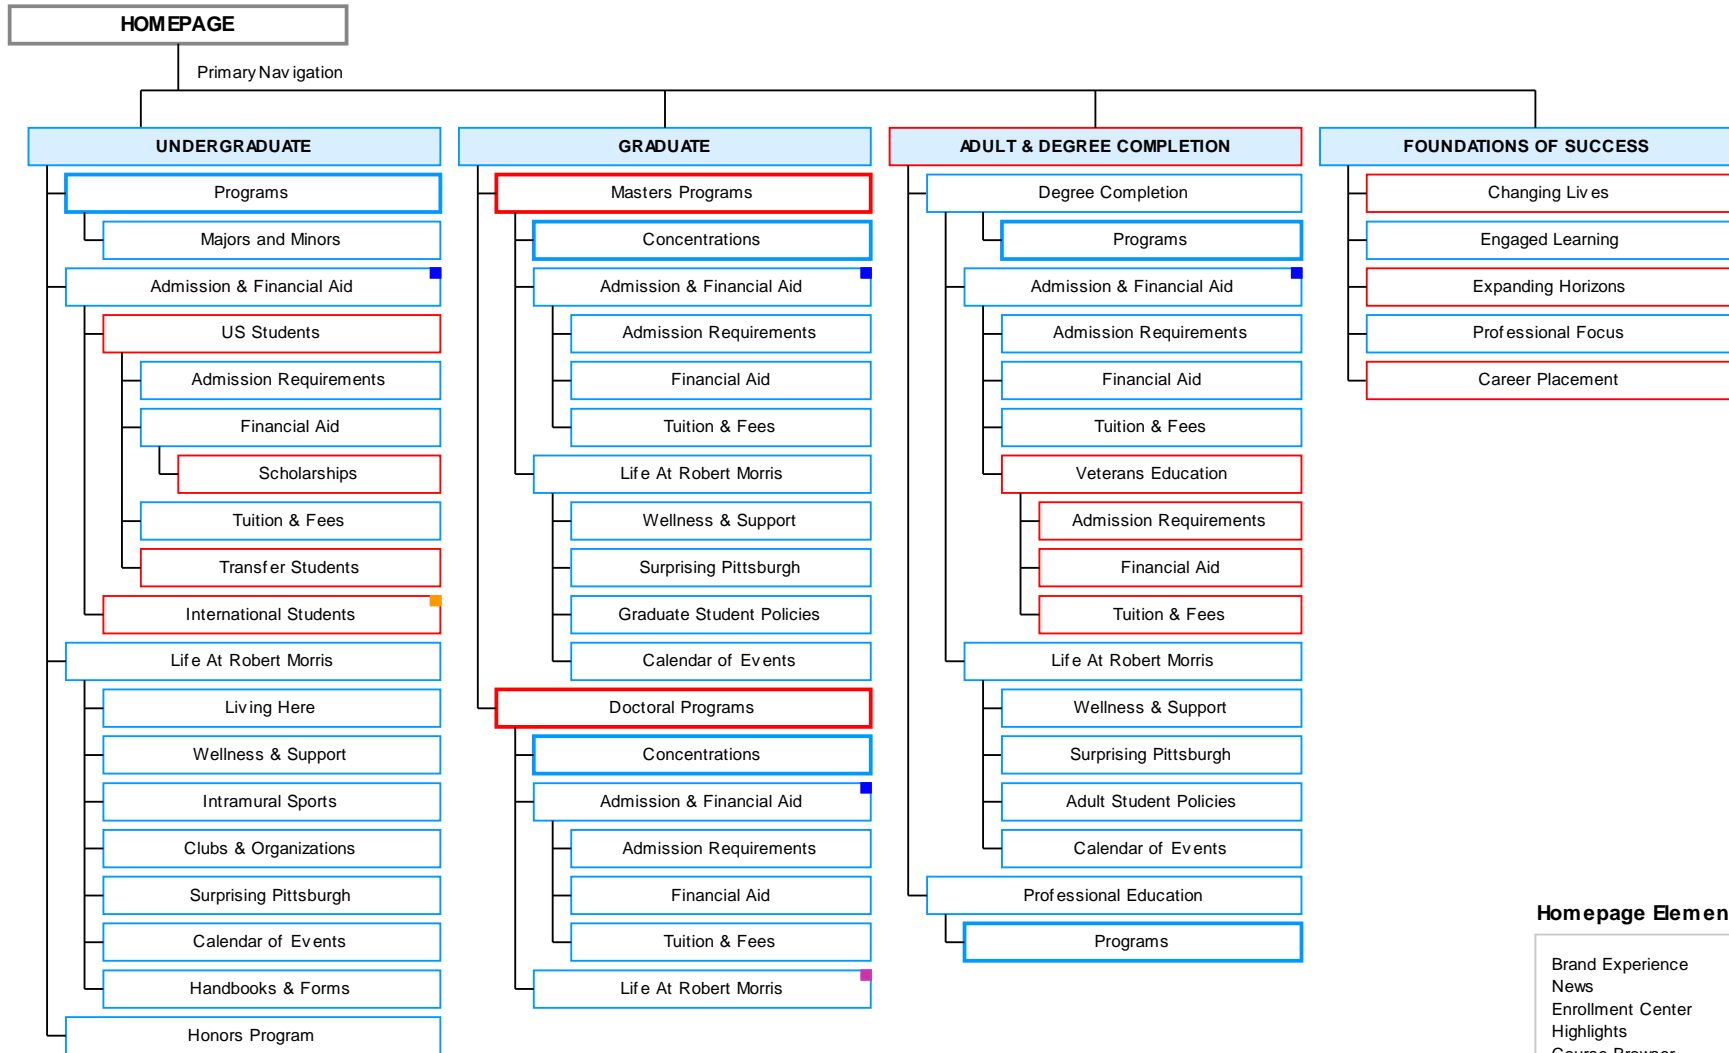 HOMEPAGE
Primary Navigation
UNDERGRADUATE
Programs
Majors and Minors
Admission & Financial Aid
US Students
Admission Requirements
Financial Aid
Scholarships
Tuition & Fees
Transfer Students
International Students
Life At Robert Morris
Living Here
Wellness & Support
Intramural Sports
Clubs & Organizations
Surprising Pittsburgh
Calendar of Events
Handbooks & Forms
Honors Program
GRADUATE
Masters Programs
Concentrations
Admission & Financial Aid
Admission Requirements
Financial Aid
Tuition & Fees
Life At Robert Morris
Wellness & Support
Surprising Pittsburgh
Graduate Student Policies
Calendar of Events
Doctoral Programs
Concentrations
Admission & Financial Aid
Admission Requirements
Financial Aid
Tuition & Fees
Life At Robert Morris
ADULT & DEGREE COMPLETION
Degree Completion
Programs
Admission & Financial Aid
Admission Requirements
Financial Aid
Tuition & Fees
Veterans Education
Admission Requirements
Financial Aid
Tuition & Fees
Life At Robert Morris
Wellness & Support
Surprising Pittsburgh
Adult Student Policies
Calendar of Events
Professional Education
Programs
FOUNDATIONS OF SUCCESS
Changing Lives
Engaged Learning
Expanding Horizons
Professional Focus
Career Placement
Homepage Elemen
Brand Experience
News
Enrollment Center
Highlights
Course